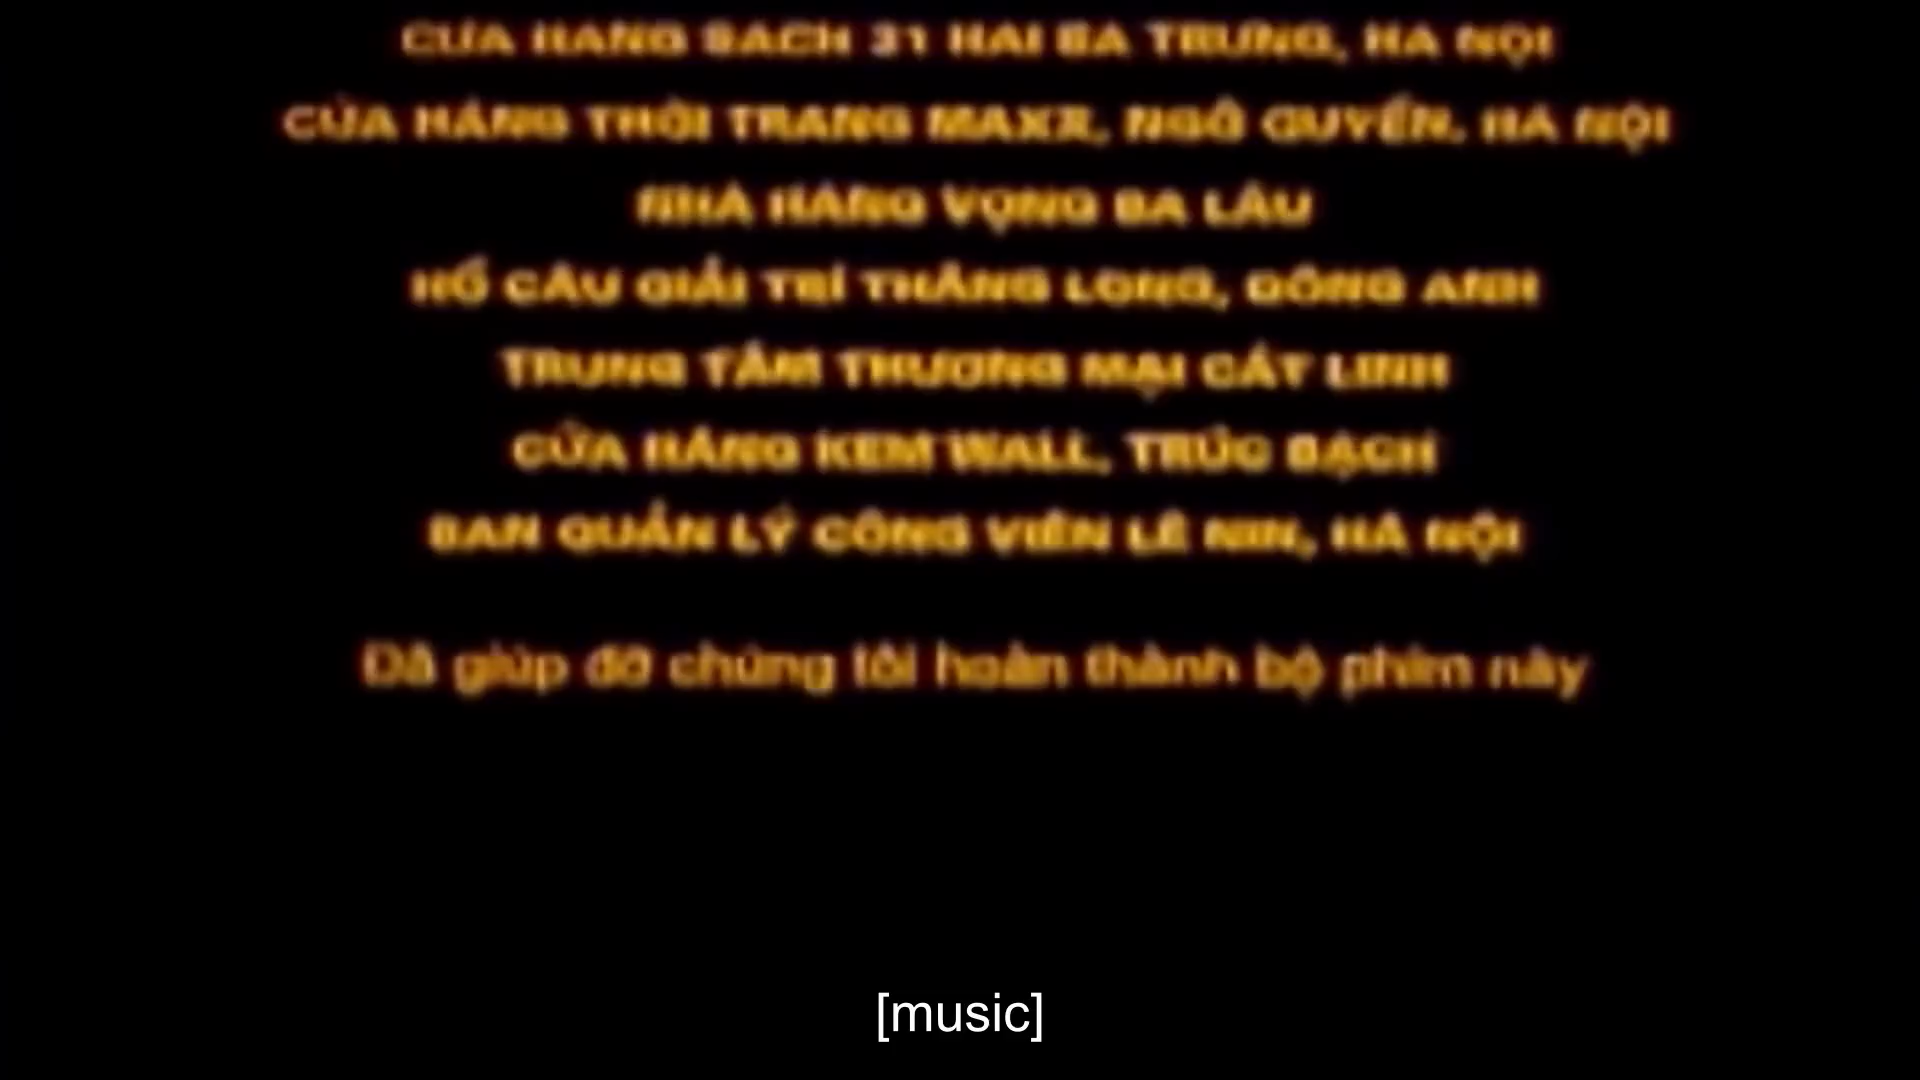 CỬA HÀNG SÁCH 31 HAI BÀ TRƯNG, HÀ NỘI
CỬA HÀNG THỜI TRANG MAXX, NGÔ QUYỀN, HÀ NỘI
NHÀ HÀNG VỌNG BA LÂU
HỒ CÂU GIẢI TRÍ THĂNG LONG, ĐÔNG ANH
TRUNG TÂM THƯƠNG MẠI CÁT LINH
CỬA HÀNG KEM WALL, TRÚC BẠCH
BAN QUẢN LÝ CÔNG VIÊN LÊ NIN, HÀ NỘI
Đã giúp đỡ chúng tôi hoàn thành bộ phim này
[music]